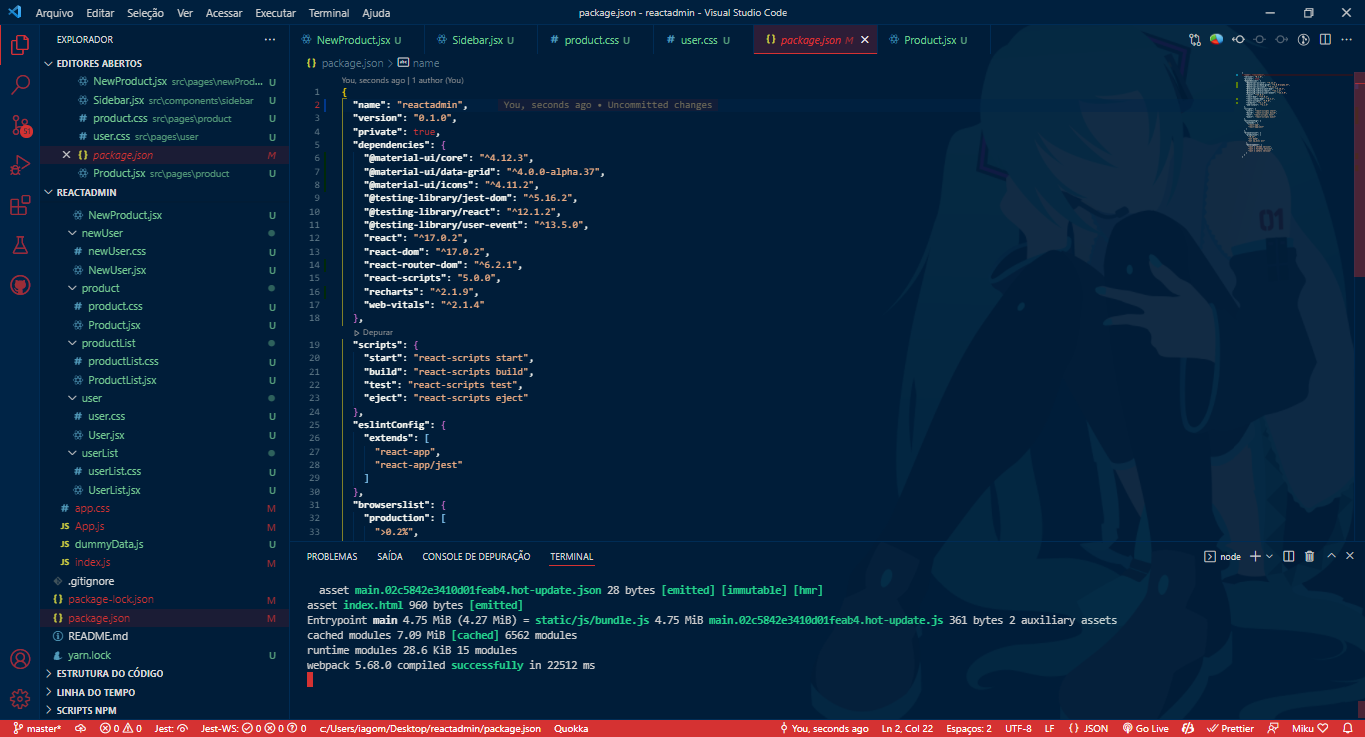 Arquivo Editar Seleção Ver Acessar Executar Terminal Ajuda
package.json - reactadmin - Visual Studio Code
EXPLORADOR
EDITORES ABERTOS
NewProduct.jsx src\pages\newProd... U
Sidebar.jsx src\components\sidebar U
product.css src\pages\product U
user.css src\pages\user U
package.json M
Product.jsx src\pages\product U
REACTADMIN
NewProduct.jsx U
newUser
newUser.css U
NewUser.jsx U
product
product.css U
Product.jsx U
productList
productList.css U
ProductList.jsx U
user
user.css U
User.jsx U
userList
userList.css U
UserList.jsx U
app.css M
JS App.js M
JS dummyData.js U
JS index.js M
.gitignore
package-lock.json M
package.json M
README.md
yarn.lock U
ESTRUTURA DO CÓDIGO
LINHA DO TEMPO
SCRIPTS NPM
NewProduct.jsx U Sidebar.jsx U product.css U user.css U package.json M Product.jsx U
package.json > name
You, seconds ago | 1 author (You)
1 {
2 "name": "reactadmin", You, seconds ago • Uncommitted changes
3 "version": "0.1.0",
4 "private": true,
5 "dependencies": {
6 "@material-ui/core": "^4.12.3",
7 "@material-ui/data-grid": "^4.0.0-alpha.37",
8 "@material-ui/icons": "^4.11.2",
9 "@testing-library/jest-dom": "^5.16.2",
10 "@testing-library/react": "^12.1.2",
11 "@testing-library/user-event": "^13.5.0",
12 "react": "^17.0.2",
13 "react-dom": "^17.0.2",
14 "react-router-dom": "^6.2.1",
15 "react-scripts": "5.0.0",
16 "recharts": "^2.1.9",
17 "web-vitals": "^2.1.4"
18 },
Depurar
19 "scripts": {
20 "start": "react-scripts start",
21 "build": "react-scripts build",
22 "test": "react-scripts test",
23 "eject": "react-scripts eject"
24 },
25 "eslintConfig": {
26 "extends": [
27 "react-app",
28 "react-app/jest"
29 ]
30 },
31 "browserslist": {
32 "production": [
33 ">0.2%",
01
PROBLEMAS SAÍDA CONSOLE DE DEPURAÇÃO TERMINAL
node
asset main.02c5842e3410d01feab4.hot-update.json 28 bytes [emitted] [immutable] [hmr]
asset index.html 960 bytes [emitted]
Entrypoint main 4.75 MiB (4.27 MiB) = static/js/bundle.js 4.75 MiB main.02c5842e3410d01feab4.hot-update.js 361 bytes 2 auxiliary assets
cached modules 7.09 MiB [cached] 6562 modules
runtime modules 28.6 KiB 15 modules
webpack 5.68.0 compiled successfully in 22512 ms
master* 0 0 Jest: Jest-WS: 0 0 0 c:/Users/iagom/Desktop/reactadmin/package.json Quokka
You, seconds ago Ln 2, Col 22 Espaços: 2 UTF-8 LF {} JSON Go Live Prettier Miku